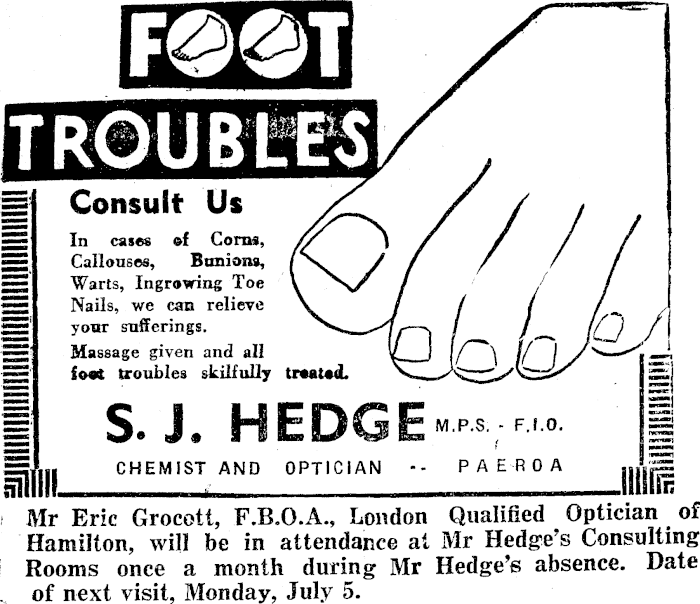 FOOT
TROUBLES
Consult Us
In cases of Corns,
Callouses, Bunions,
Warts, Ingrowing Toe
Nails, we can relieve
your sufferings.
Massage given and all
foot troubles skilfully treated.
S. J. HEDGE M.P.S. - F.I.O.
CHEMIST AND OPTICIAN -- PAEROA
Mr Eric Grocott, F.B.O.A., London Qualified Optician of
Hamilton, will be in attendance at Mr Hedge's Consulting
Rooms once a month during Mr Hedge's absence. Date
of next visit, Monday, July 5.